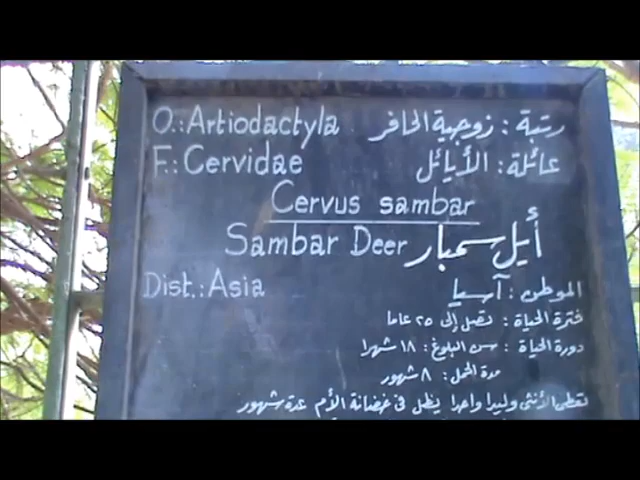 O.: Artiodactyla رتبة : زوجية الحافر
F.: Cervidae عائلة : الأيائل
Cervus sambar
Sambar Deer أيل سمبار
Dist.: Asia الموطن : آسيا
فترة الحياة : تصل إلى ٢٥ عاما
دورة الحياة : سن البلوغ : ١٨ شهرا
مدة الحمل : ٨ شهور
تعطى الأنثى وليدا واحدا يظل فى حضانة الأم عدة شهور